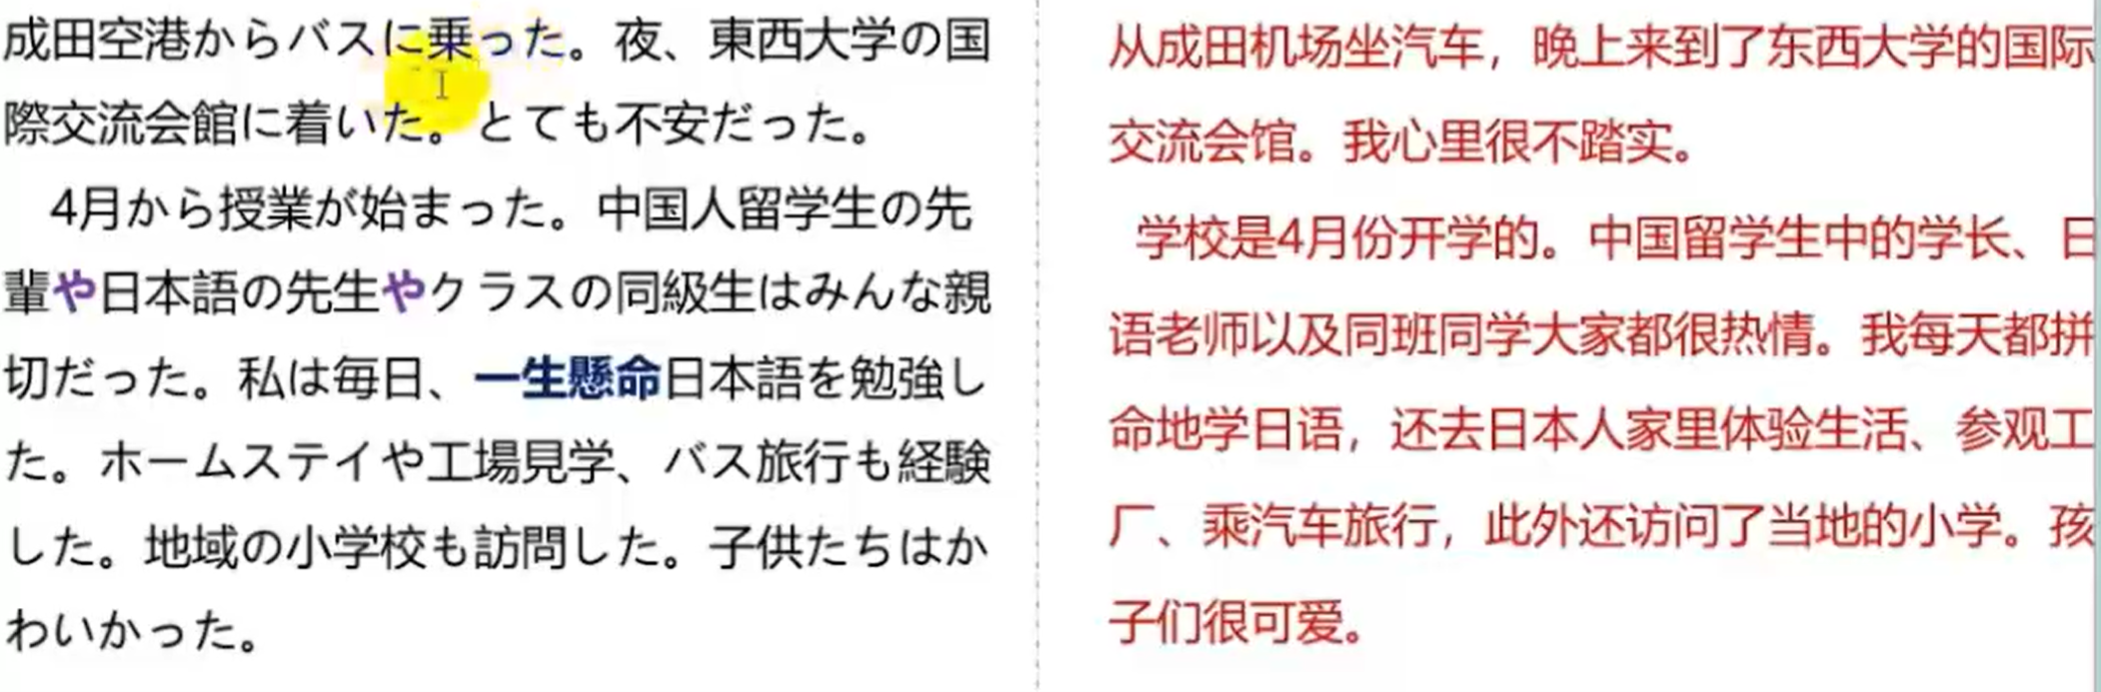 成田空港からバスに乗った。夜、東西大学の国
際交流会館に着いた。とても不安だった。
4月から授業が始まった。中国人留学生の先
輩や日本語の先生やクラスの同級生はみんな親
切だった。私は毎日、一生懸命日本語を勉強し
た。ホームステイや工場見学、バス旅行も経験
した。地域の小学校も訪問した。子供たちはか
わいかった。
从成田机场坐汽车，晚上来到了东西大学的国际
交流会馆。我心里很不踏实。
学校是4月份开学的。中国留学生中的学长、日
语老师以及同班同学大家都很热情。我每天都拼
命地学日语，还去日本人家里体验生活、参观工
厂、乘汽车旅行，此外还访问了当地的小学。孩
子们很可爱。